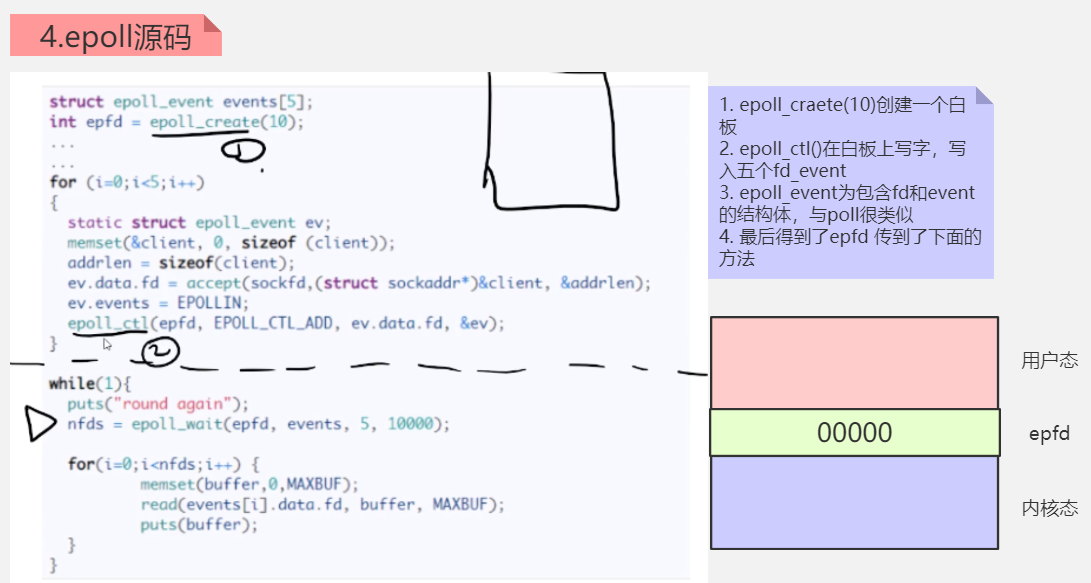 4.epoll源码
struct epoll_event events[5];
int epfd = epoll_create(10);
...
...
for (i=0;i<5;i++)
{
static struct epoll_event ev;
memset(&client, 0, sizeof (client));
addrlen = sizeof(client);
ev.data.fd = accept(sockfd,(struct sockaddr*)&client, &addrlen);
ev.events = EPOLLIN;
epoll_ctl(epfd, EPOLL_CTL_ADD, ev.data.fd, &ev);
}
while(1){
puts("round again");
nfds = epoll_wait(epfd, events, 5, 10000);
for(i=0;i<nfds;i++) {
memset(buffer,0,MAXBUF);
read(events[i].data.fd, buffer, MAXBUF);
puts(buffer);
}
}
1
2
1. epoll_craete(10)创建一个白
板
2. epoll_ctl()在白板上写字，写
入五个fd_event
3. epoll_event为包含fd和event
的结构体，与poll很类似
4. 最后得到了epfd 传到了下面的
方法
用户态
00000
epfd
内核态